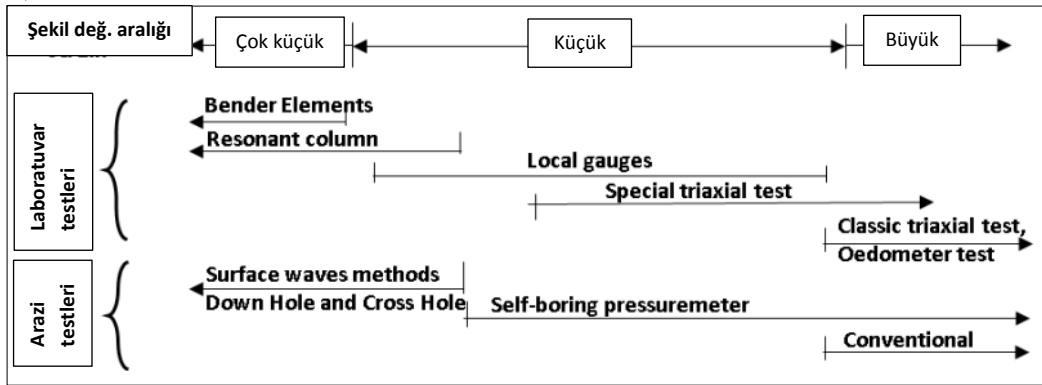 Şekil değ. aralığı
Çok küçük
Küçük
Büyük
Laboratuvar
testleri
Bender Elements
Resonant column
Local gauges
Special triaxial test
Classic triaxial test,
Oedometer test
Arazi
testleri
Surface waves methods
Down Hole and Cross Hole
Self-boring pressuremeter
Conventional